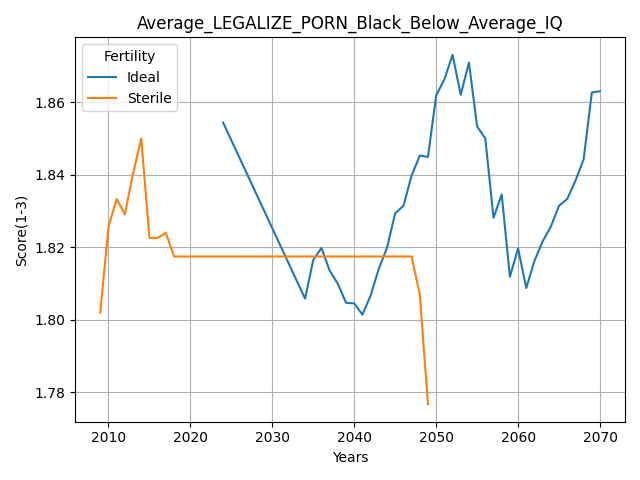 Average_LEGALIZE_PORN_Black_Below_Average_IQ
Fertility
Ideal
Sterile
Score(1-3)
1.86
1.84
1.82
1.80
1.78
2010 2020 2030 2040 2050 2060 2070
Years